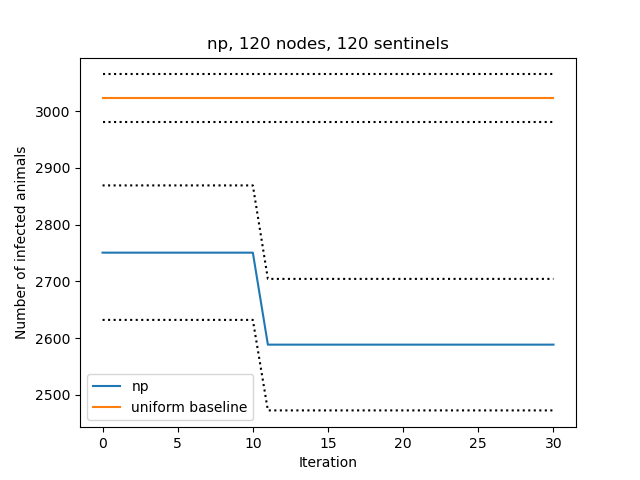 np, 120 nodes, 120 sentinels
Number of infected animals
3000
2900
2800
2700
2600
2500
np
uniform baseline
0 5 10 15 20 25 30
Iteration